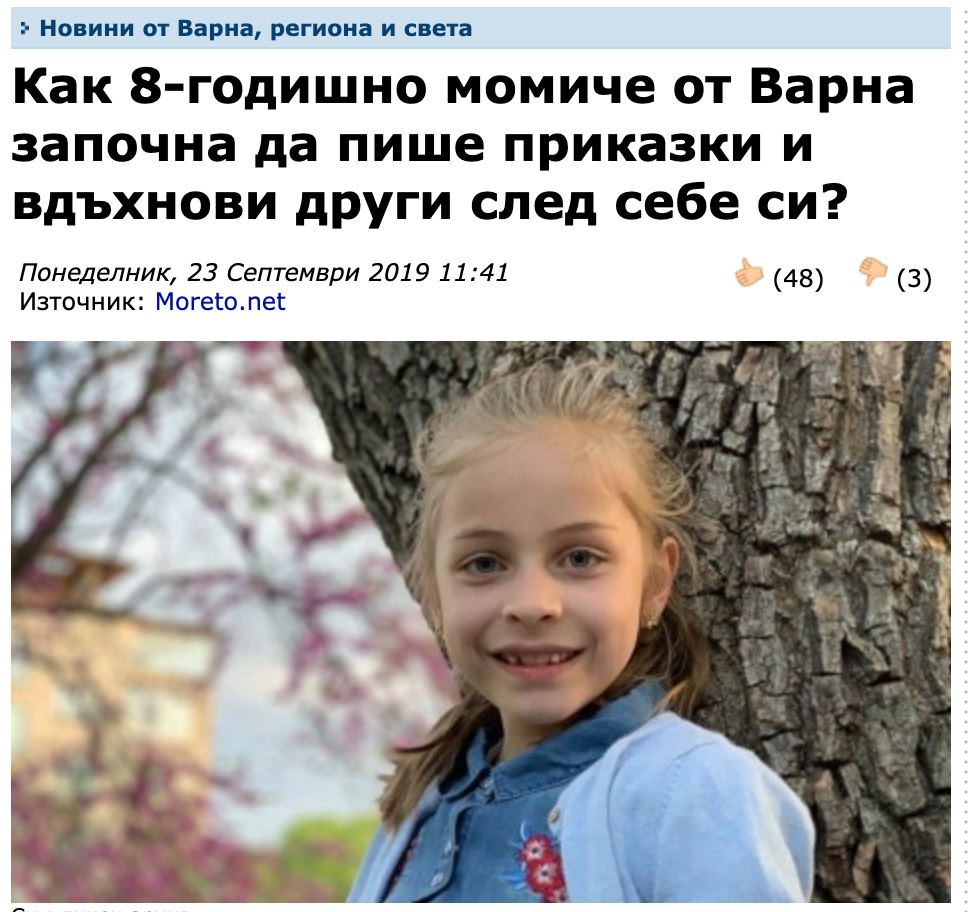 Новини от Варна, региона и света
Как 8-годишно момиче от Варна
започна да пише приказки и
вдъхнови други след себе си?
Понеделник, 23 Септември 2019 11:41
(48) (3)
Източник: Moreto.net